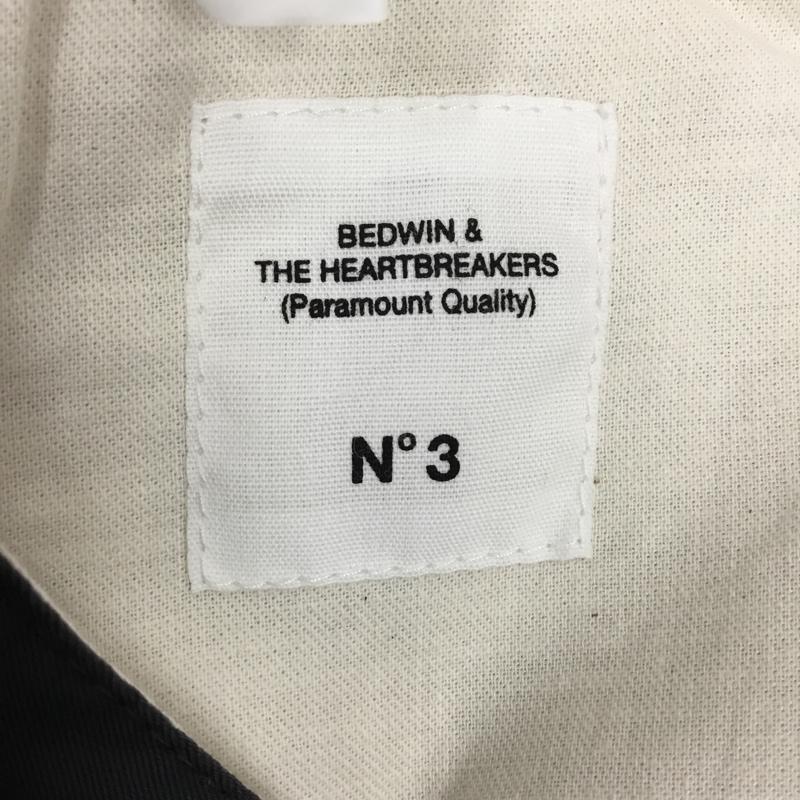 BEDWIN &
THE HEARTBREAKERS
(Paramount Quality)
N° 3